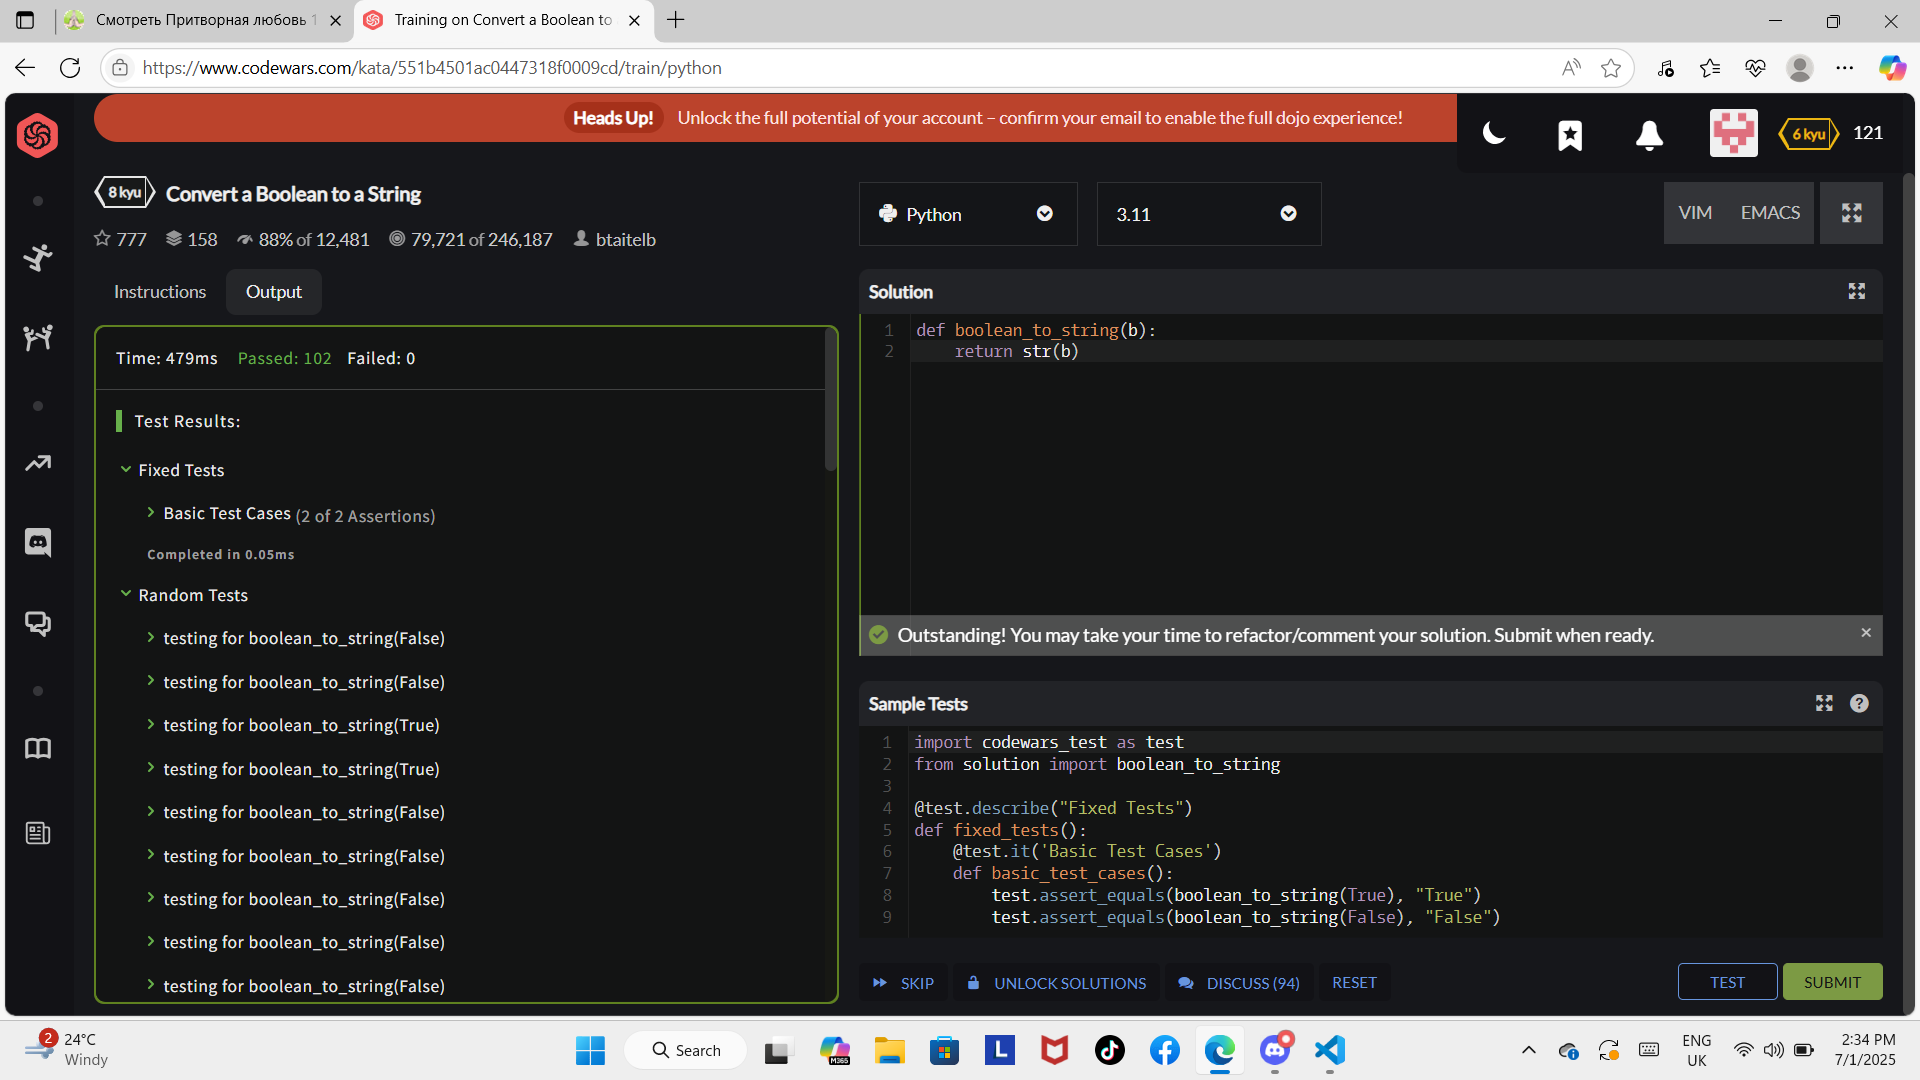 Смотреть Притворная любовь 1
Training on Convert a Boolean to
https://www.codewars.com/kata/551b4501ac0447318f0009cd/train/python
Heads Up! Unlock the full potential of your account – confirm your email to enable the full dojo experience!
6 kyu 121
8 kyu Convert a Boolean to a String
777 158 88% of 12,481 79,721 of 246,187 btaitelb
Python 3.11 VIM EMACS
Instructions Output
Time: 479ms Passed: 102 Failed: 0
Test Results:
Fixed Tests
Basic Test Cases (2 of 2 Assertions)
Completed in 0.05ms
Random Tests
testing for boolean_to_string(False)
testing for boolean_to_string(False)
testing for boolean_to_string(True)
testing for boolean_to_string(True)
testing for boolean_to_string(False)
testing for boolean_to_string(False)
testing for boolean_to_string(False)
testing for boolean_to_string(False)
testing for boolean_to_string(False)
Solution
1 def boolean_to_string(b):
2     return str(b)
Outstanding! You may take your time to refactor/comment your solution. Submit when ready.
Sample Tests
1 import codewars_test as test
2 from solution import boolean_to_string
3
4 @test.describe("Fixed Tests")
5 def fixed_tests():
6     @test.it('Basic Test Cases')
7     def basic_test_cases():
8         test.assert_equals(boolean_to_string(True), "True")
9         test.assert_equals(boolean_to_string(False), "False")
SKIP UNLOCK SOLUTIONS DISCUSS (94) RESET TEST SUBMIT
2 24°C
Windy
Search
M365
L
ENG
UK
2:34 PM
7/1/2025